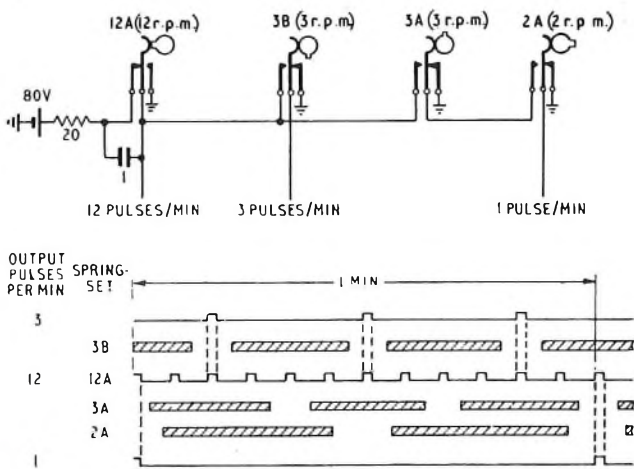 12A (12 r.p.m.) 3B (3 r.p.m.) 3A (3 r.p.m.) 2A (2 r.p.m.)
80V
20
1
12 PULSES/MIN 3 PULSES/MIN 1 PULSE/MIN
OUTPUT
PULSES
PER MIN
SPRING-
SET
1 MIN
3
3B
12 12A
3A
2A
1